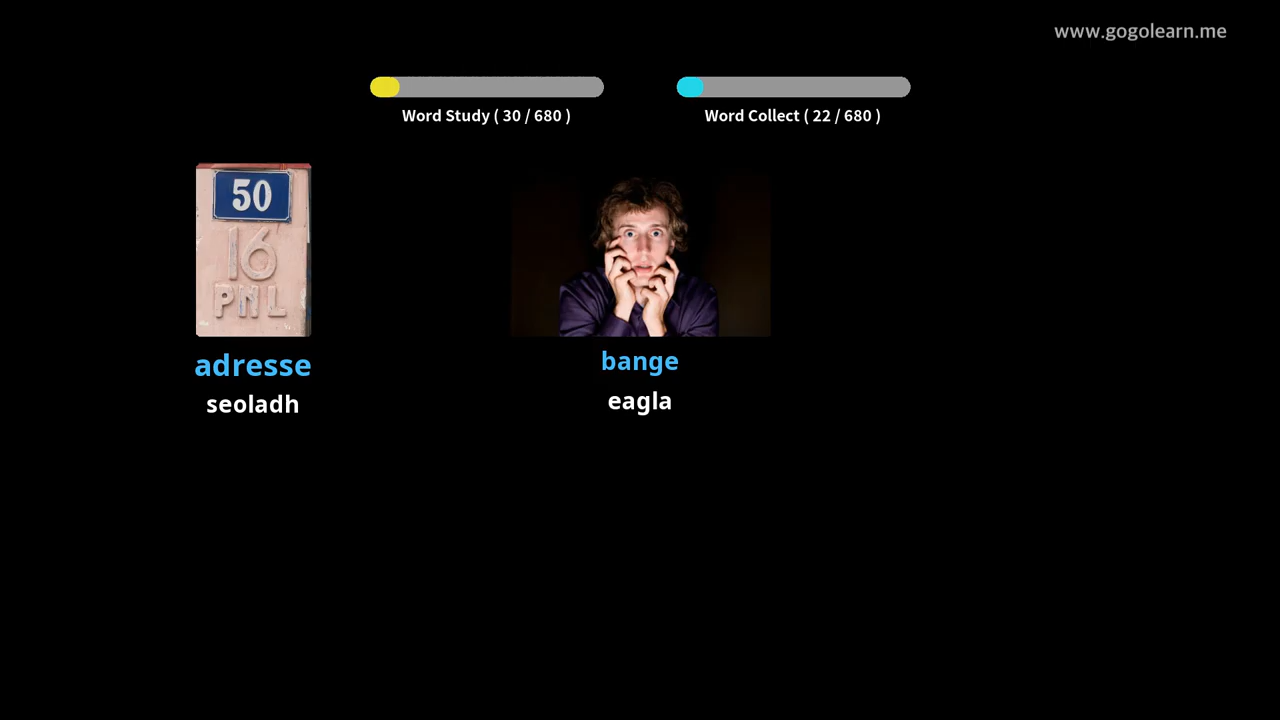 www.gogolearn.me
Word Study ( 30 / 680 )
Word Collect ( 22 / 680 )
50
16
PNL
adresse
seoladh
bange
eagla